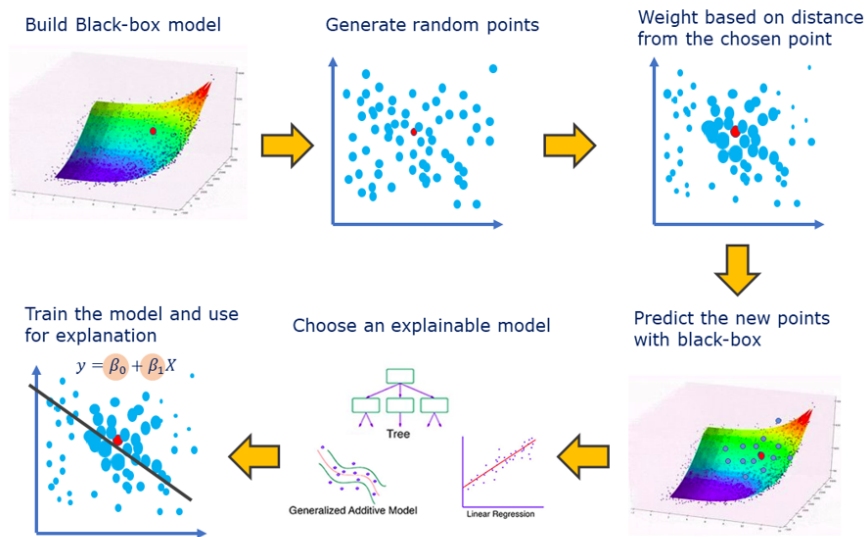 Build Black-box model
Generate random points
Weight based on distance
from the chosen point
Predict the new points
with black-box
Choose an explainable model
Tree
Generalized Additive Model
Linear Regression
Train the model and use
for explanation
y = β₀ + β₁X